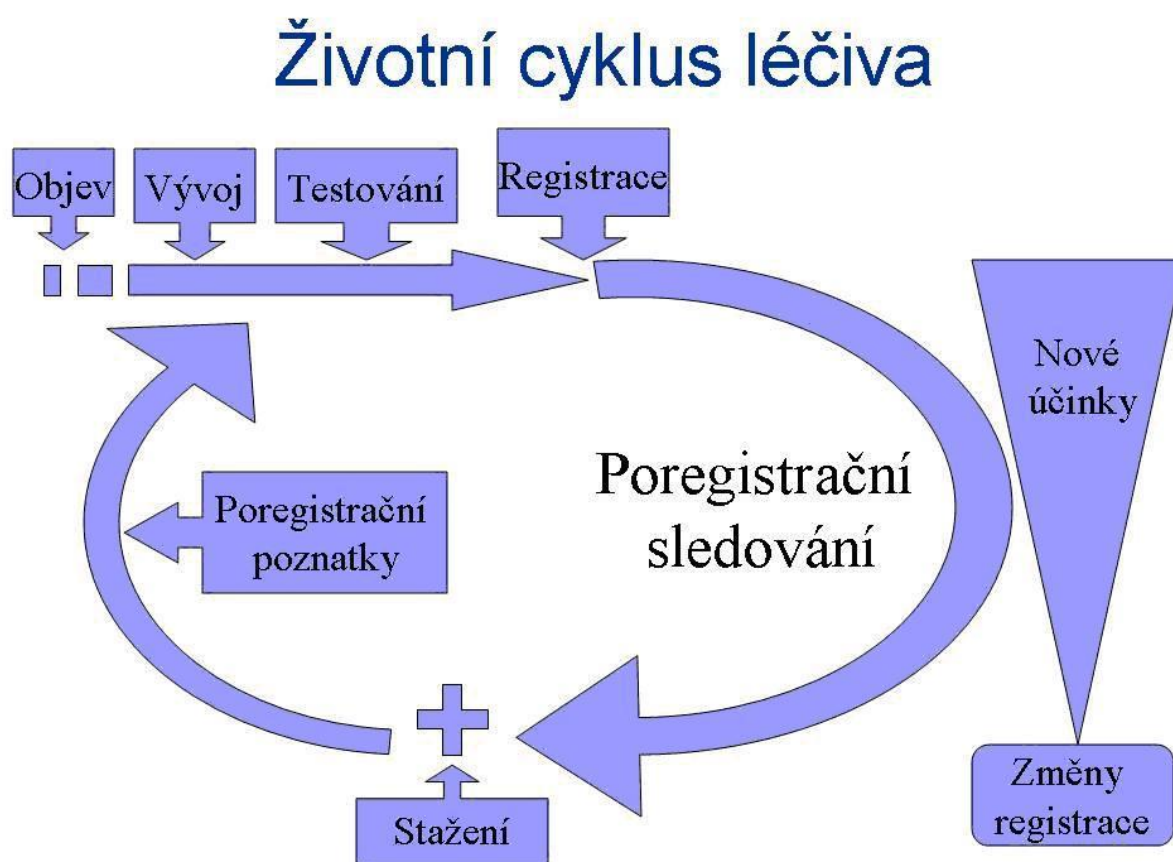 Životní cyklus léčiva
Objev
Vývoj
Testování
Registrace
Nové
účinky
Poregistrační
sledování
Poregistrační
poznatky
Stažení
Změny
registrace